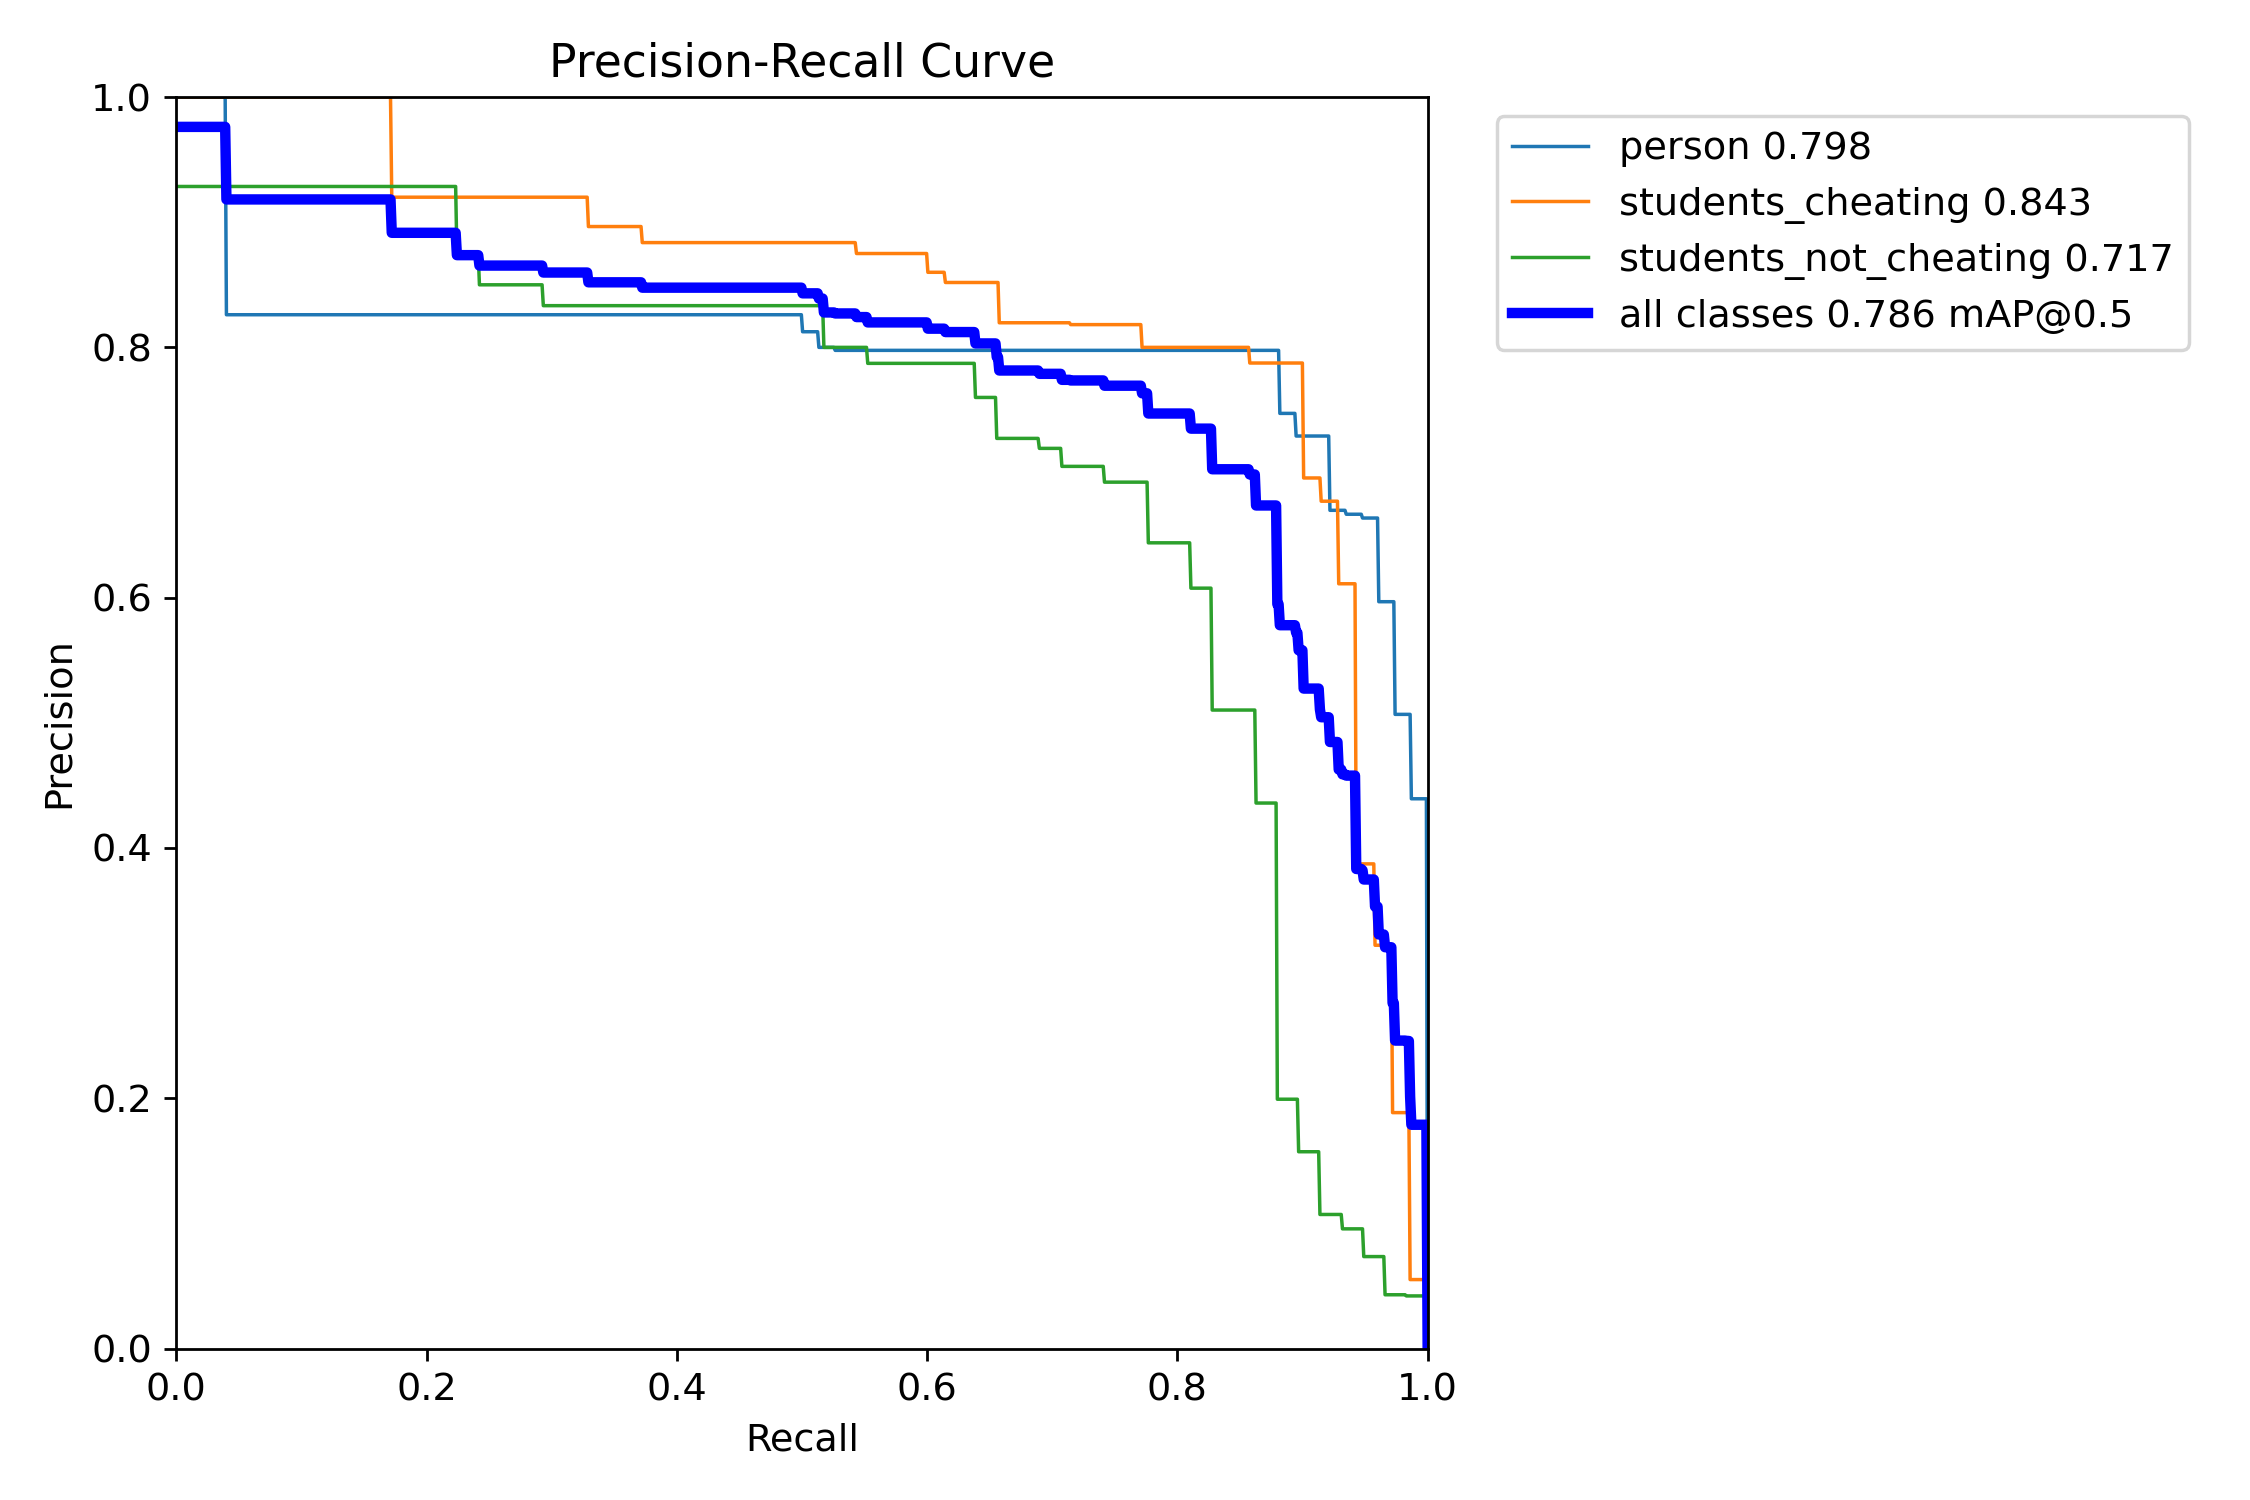 Precision-Recall Curve
1.0
0.8
0.6
0.4
0.2
0.0
Precision
0.0 0.2 0.4 0.6 0.8 1.0
Recall
person 0.798
students_cheating 0.843
students_not_cheating 0.717
all classes 0.786 mAP@0.5